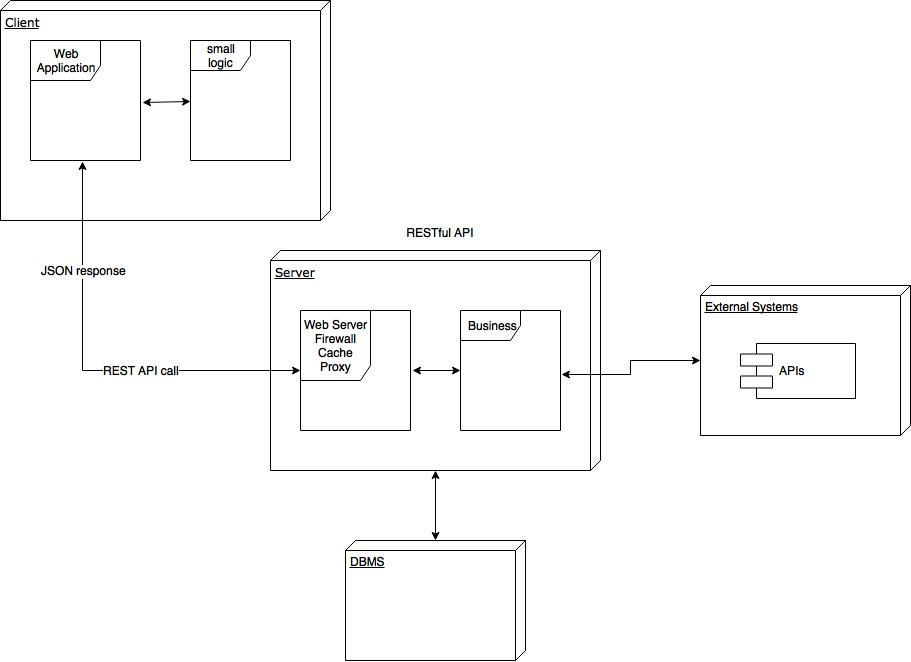 Client
Web
Application
small
logic
RESTful API
JSON response
Server
Web Server
Firewall
Cache
Proxy
Business
REST API call
External Systems
APIs
DBMS